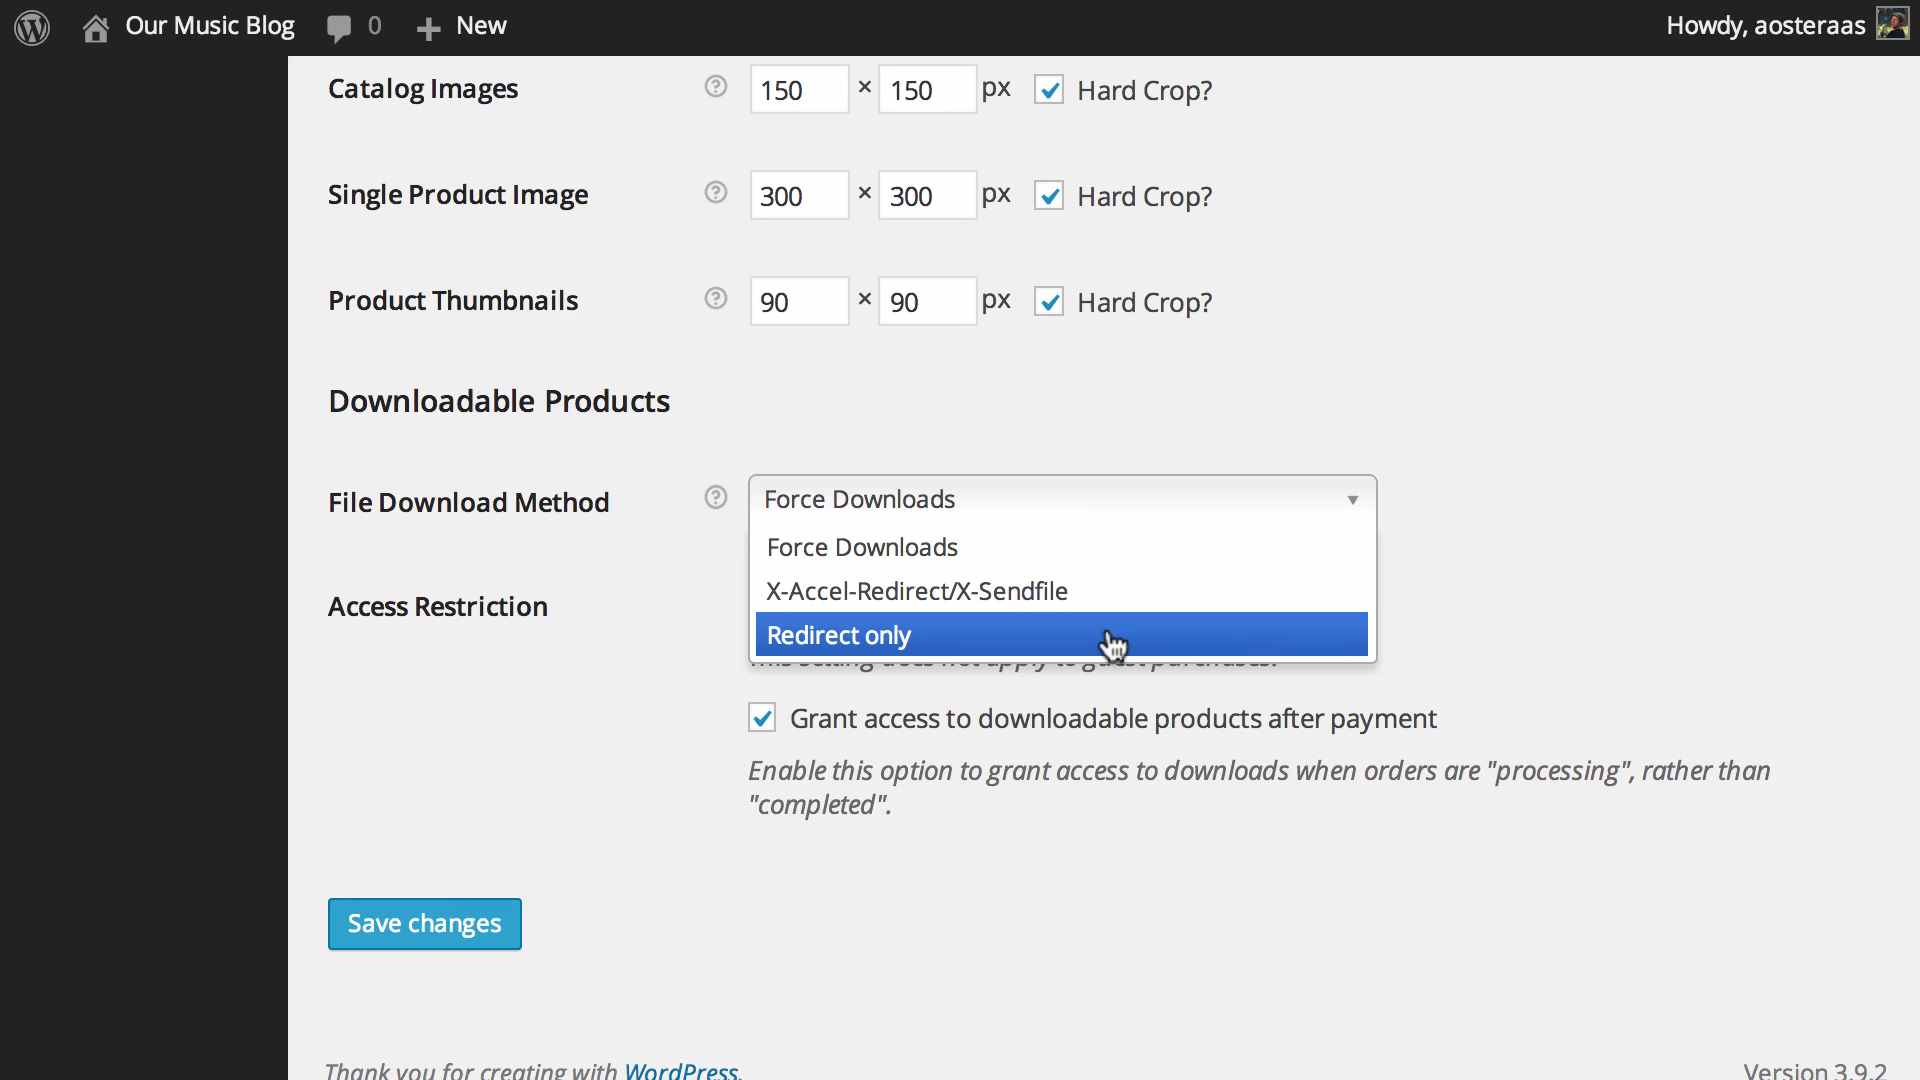 Our Music Blog 0 New Howdy, aosteraas
Catalog Images 150 × 150 px Hard Crop?
Single Product Image 300 × 300 px Hard Crop?
Product Thumbnails 90 × 90 px Hard Crop?
Downloadable Products
File Download Method Force Downloads
Force Downloads
X-Accel-Redirect/X-Sendfile
Access Restriction
Redirect only
Grant access to downloadable products after payment
Enable this option to grant access to downloads when orders are "processing", rather than
"completed".
Save changes
Thank you for creating with WordPress. Version 3.9.2